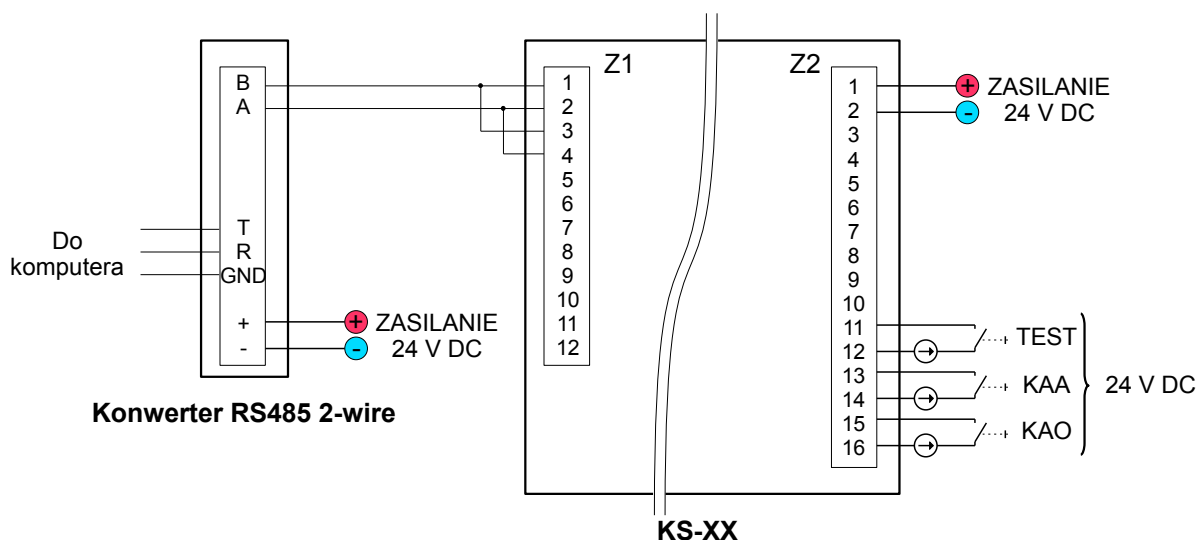 B
A
T
R
GND
+
-
Do
komputera
+ ZASILANIE
- 24 V DC
Konwerter RS485 2-wire
Z1
1
2
3
4
5
6
7
8
9
10
11
12
Z2
1
2
3
4
5
6
7
8
9
10
11
12
13
14
15
16
+ ZASILANIE
- 24 V DC
TEST
KAA
KAO
24 V DC
KS-XX